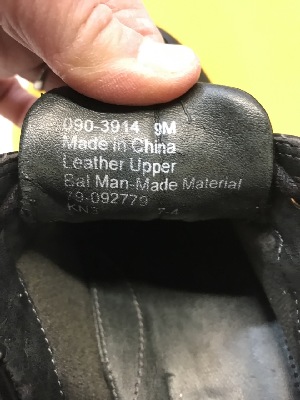 090-3914 9M
Made in China
Leather Upper
Bal Man-Made Material
79-092779